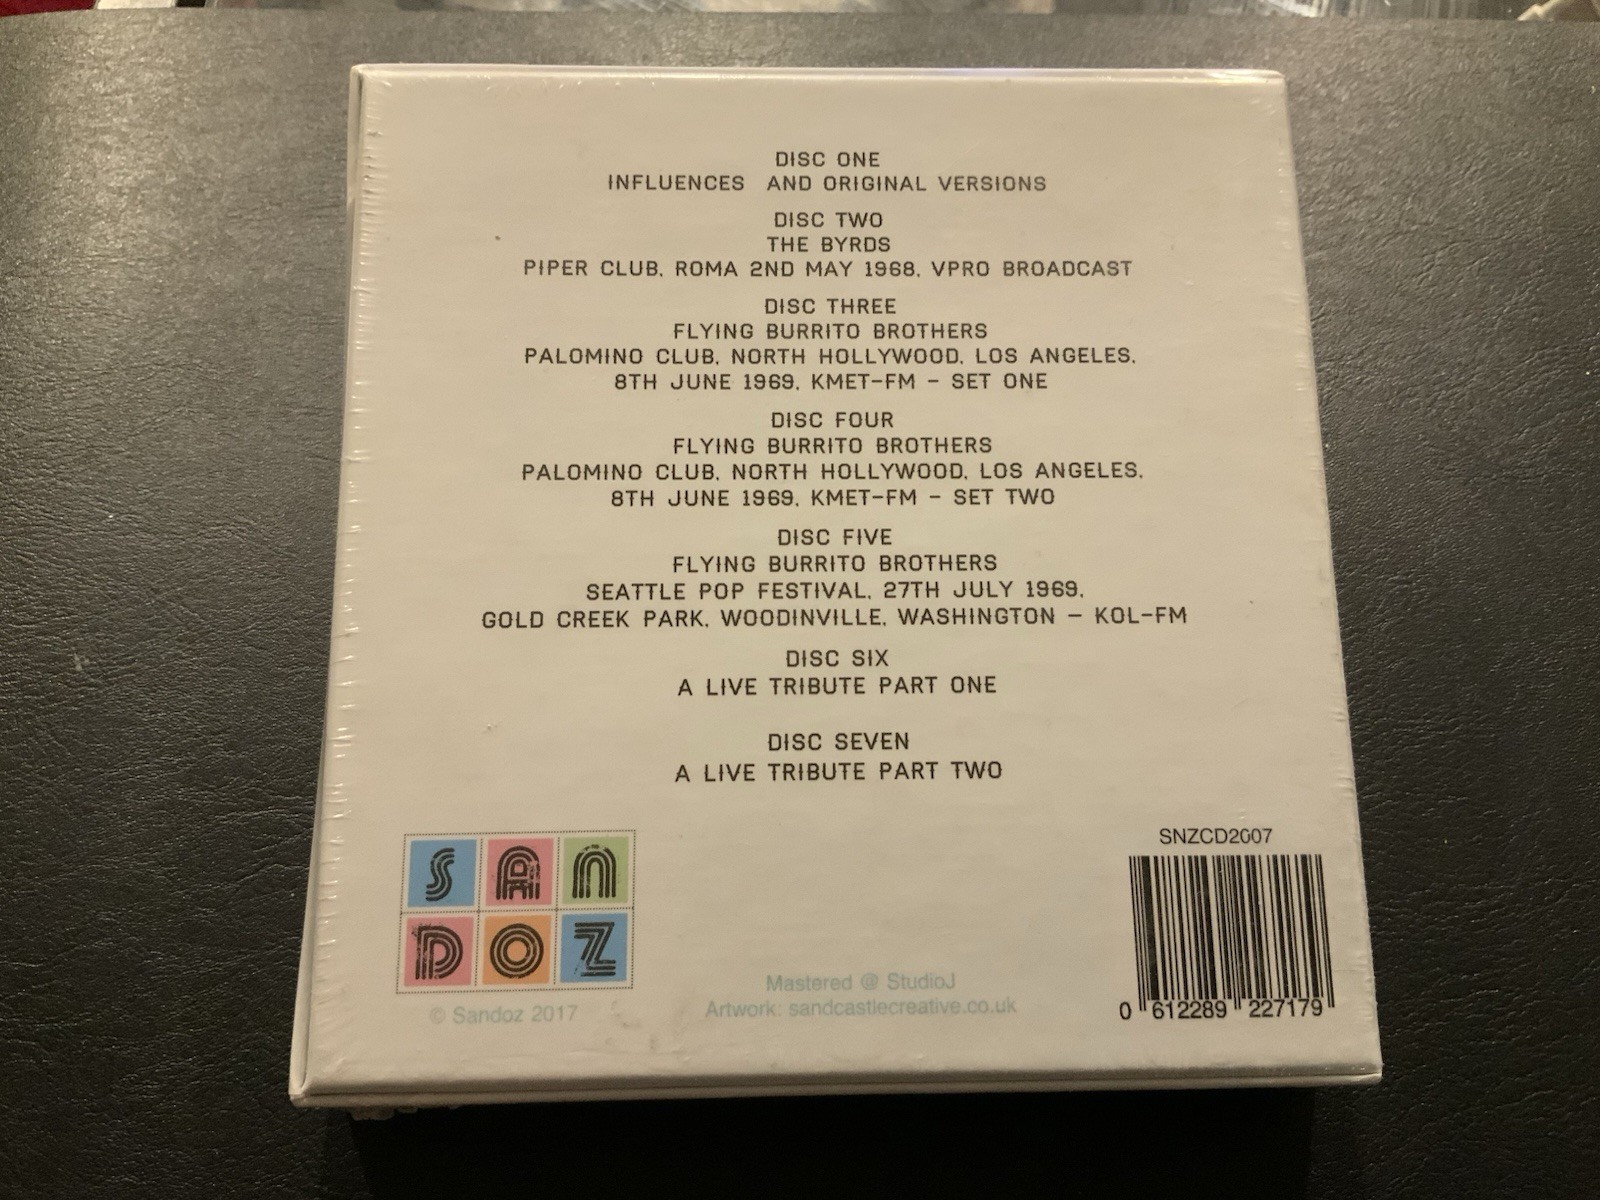 DISC ONE
INFLUENCES AND ORIGINAL VERSIONS
DISC TWO
THE BYRDS
PIPER CLUB, ROMA 2ND MAY 1968, VPRO BROADCAST
DISC THREE
FLYING BURRITO BROTHERS
PALOMINO CLUB, NORTH HOLLYWOOD, LOS ANGELES,
8TH JUNE 1969, KMET-FM - SET ONE
DISC FOUR
FLYING BURRITO BROTHERS
PALOMINO CLUB, NORTH HOLLYWOOD, LOS ANGELES,
8TH JUNE 1969, KMET-FM - SET TWO
DISC FIVE
FLYING BURRITO BROTHERS
SEATTLE POP FESTIVAL, 27TH JULY 1969,
GOLD CREEK PARK, WOODINVILLE, WASHINGTON – KOL-FM
DISC SIX
A LIVE TRIBUTE PART ONE
DISC SEVEN
A LIVE TRIBUTE PART TWO
SAN
DOZ
© Sandoz 2017
Mastered @ StudioJ
Artwork: sandcastlecreative.co.uk
SNZCD2007
0 612289 227179